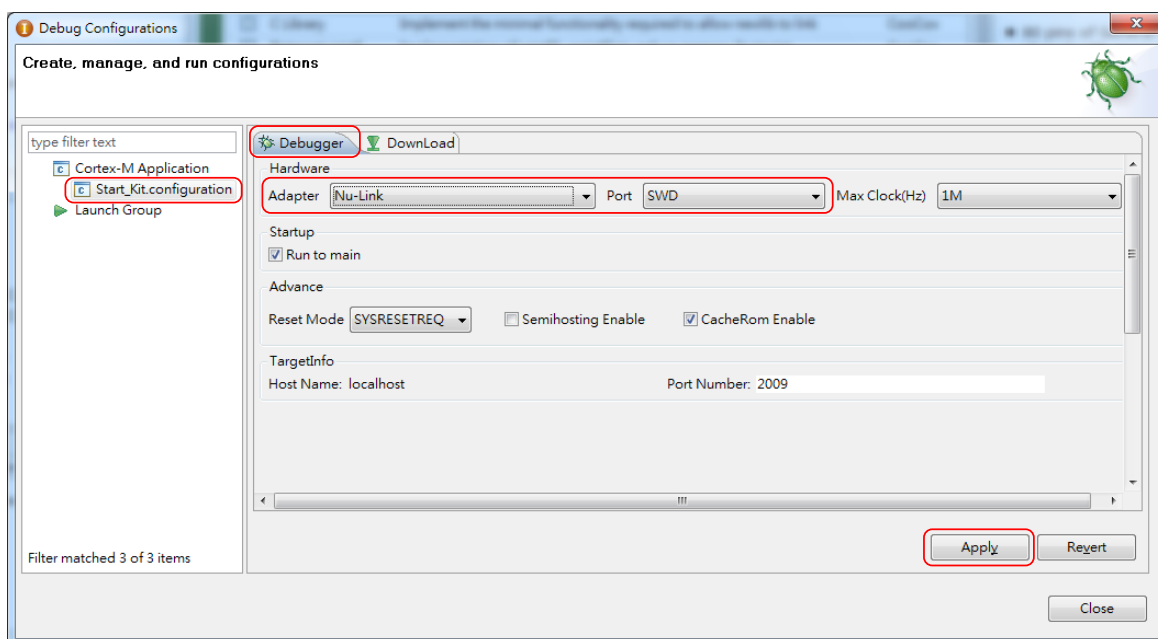 Debug Configurations
Create, manage, and run configurations
type filter text
Cortex-M Application
Start_Kit.configuration
Launch Group
Filter matched 3 of 3 items
Debugger DownLoad
Hardware
Adapter Nu-Link Port SWD Max Clock(Hz) 1M
Startup
Run to main
Advance
Reset Mode SYSRESETREQ Semihosting Enable CacheRom Enable
TargetInfo
Host Name: localhost Port Number: 2009
Apply Revert
Close